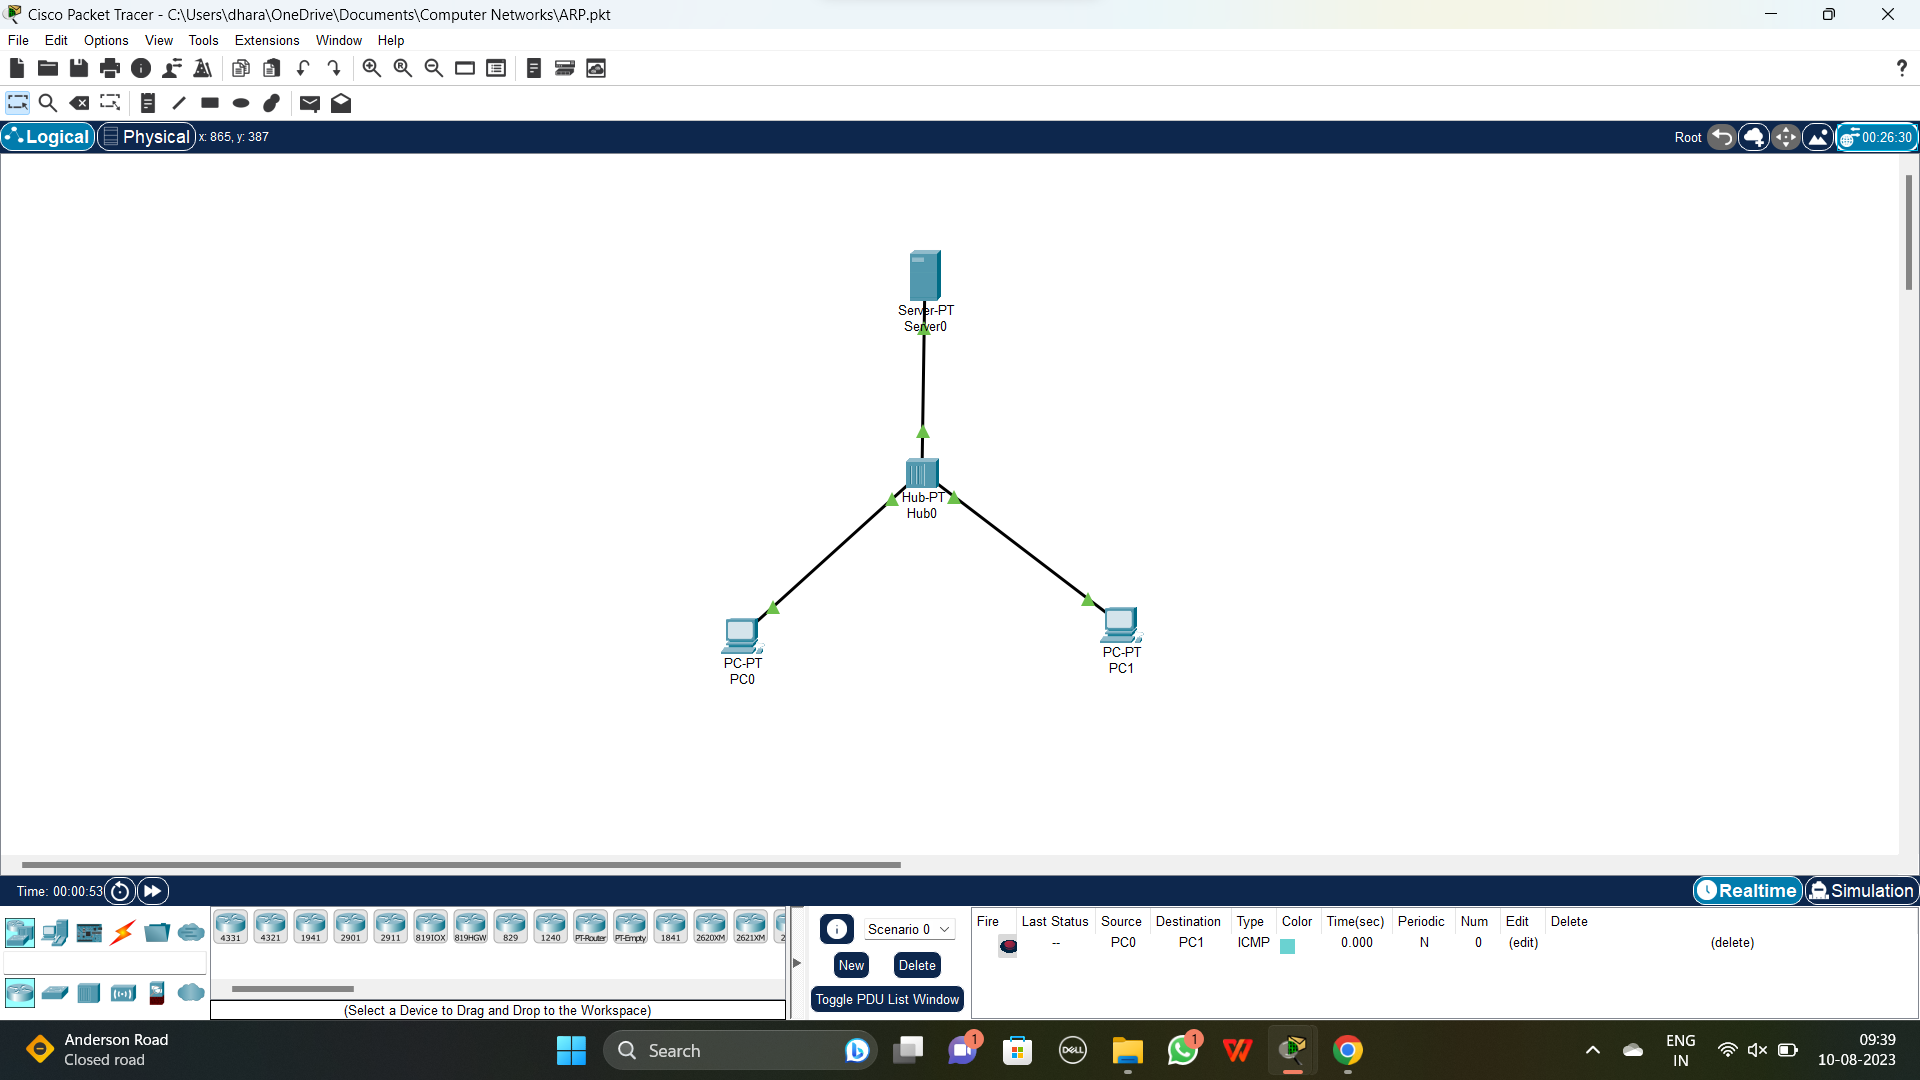 Cisco Packet Tracer - C:\Users\dhara\OneDrive\Documents\Computer Networks\ARP.pkt
File Edit Options View Tools Extensions Window Help
?
Logical Physical x: 865, y: 387 Root 00:26:30
Server-PT
Server0
Hub-PT
Hub0
PC-PT
PC0
PC-PT
PC1
Time: 00:00:53 Realtime Simulation
4331 4321 1941 2901 2911 819IOX 819HGW 829 1240 PT-Router PT-Empty 1841 2620XM 2621XM 2
(Select a Device to Drag and Drop to the Workspace)
Scenario 0
New Delete
Toggle PDU List Window
Fire Last Status Source Destination Type Color Time(sec) Periodic Num Edit Delete
-- PC0 PC1 ICMP 0.000 N 0 (edit) (delete)
Anderson Road
Closed road
Search
1
DELL
1
W
ENG
IN
09:39
10-08-2023